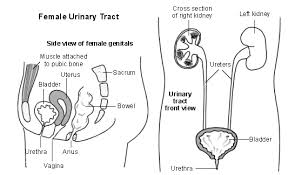 Female Urinary Tract
Side view of female genitals
Muscle attached
to pubic bone
Uterus
Bladder
Sacrum
Bowel
Urethra
Anus
Vagina
Cross section
of right kidney
Left kidney
Ureters
Urinary
tract
front view
Bladder
Urethra